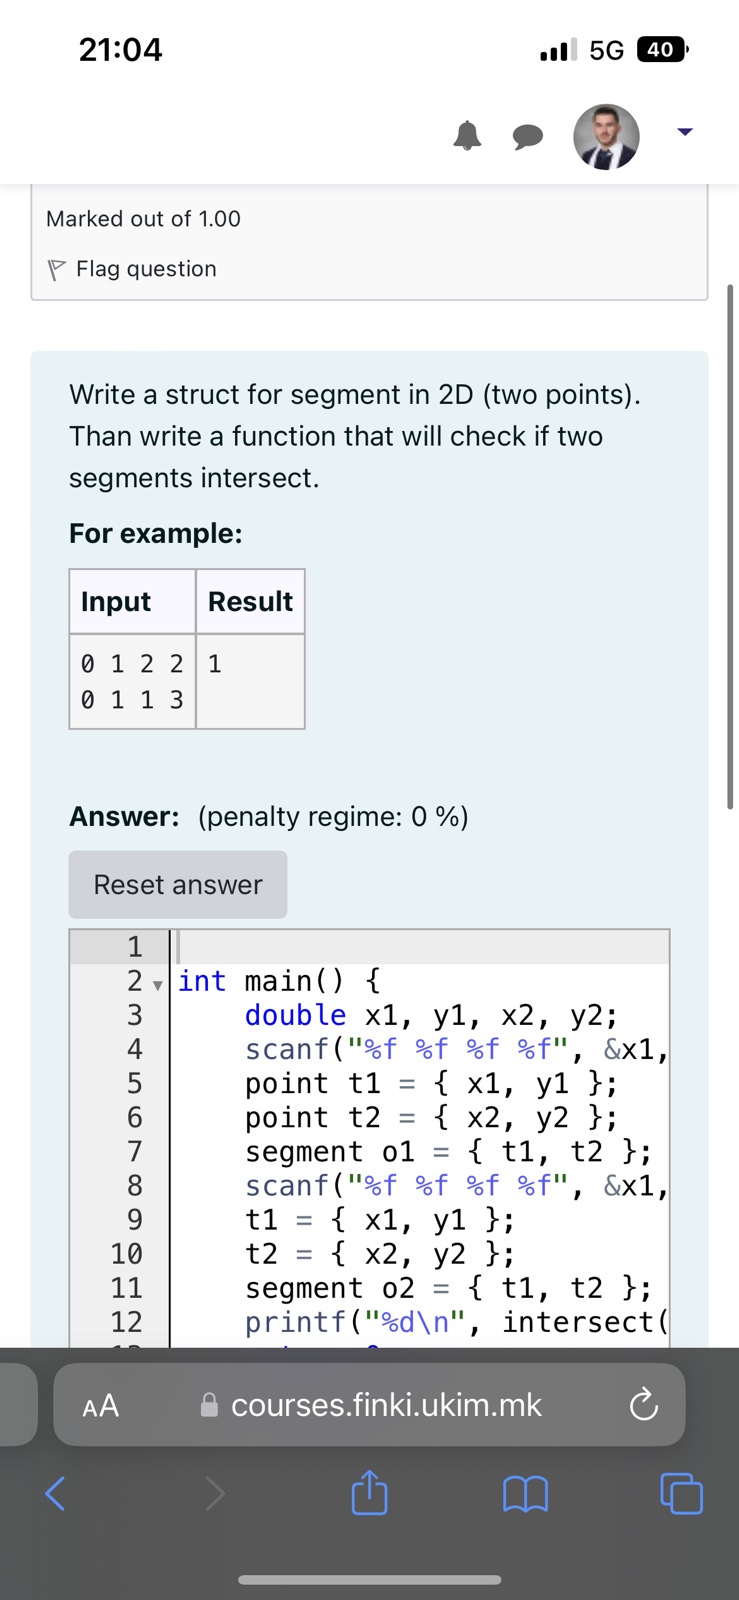 21:04
5G 40
Marked out of 1.00
Flag question
Write a struct for segment in 2D (two points).
Than write a function that will check if two
segments intersect.
For example:
Input Result
0 1 2 2 1
0 1 1 3
Answer: (penalty regime: 0 %)
Reset answer
1
2 int main() {
3 double x1, y1, x2, y2;
4 scanf("%f %f %f %f", &x1,
5 point t1 = { x1, y1 };
6 point t2 = { x2, y2 };
7 segment o1 = { t1, t2 };
8 scanf("%f %f %f %f", &x1,
9 t1 = { x1, y1 };
10 t2 = { x2, y2 };
11 segment o2 = { t1, t2 };
12 printf("%d\n", intersect(
AA courses.finki.ukim.mk